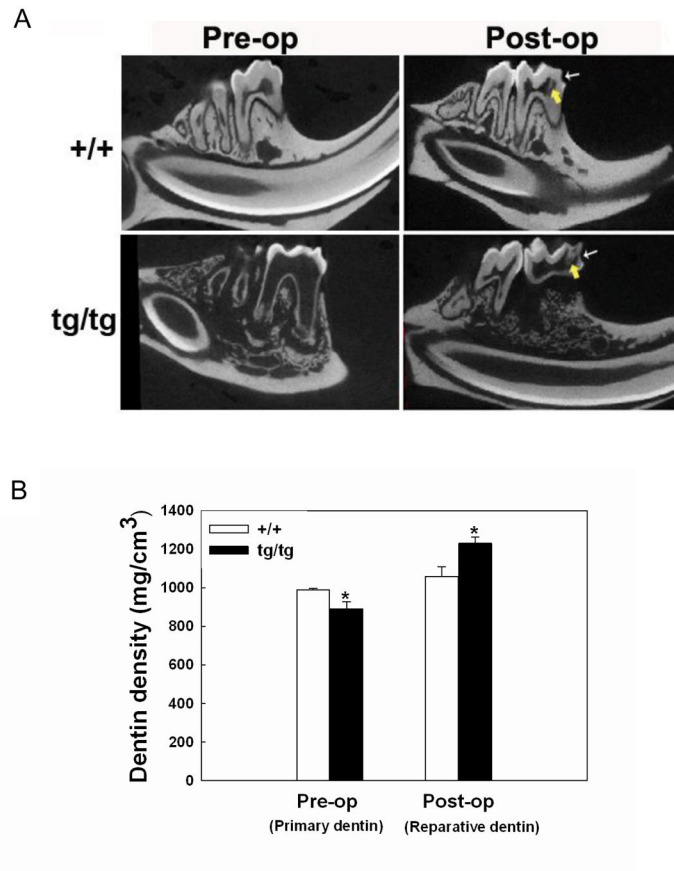 A
Pre-op Post-op
+/+
tg/tg
B
1400
1200
1000
800
600
400
200
0
Dentin density (mg/cm³)
+/+
tg/tg
*
*
Pre-op Post-op
(Primary dentin) (Reparative dentin)